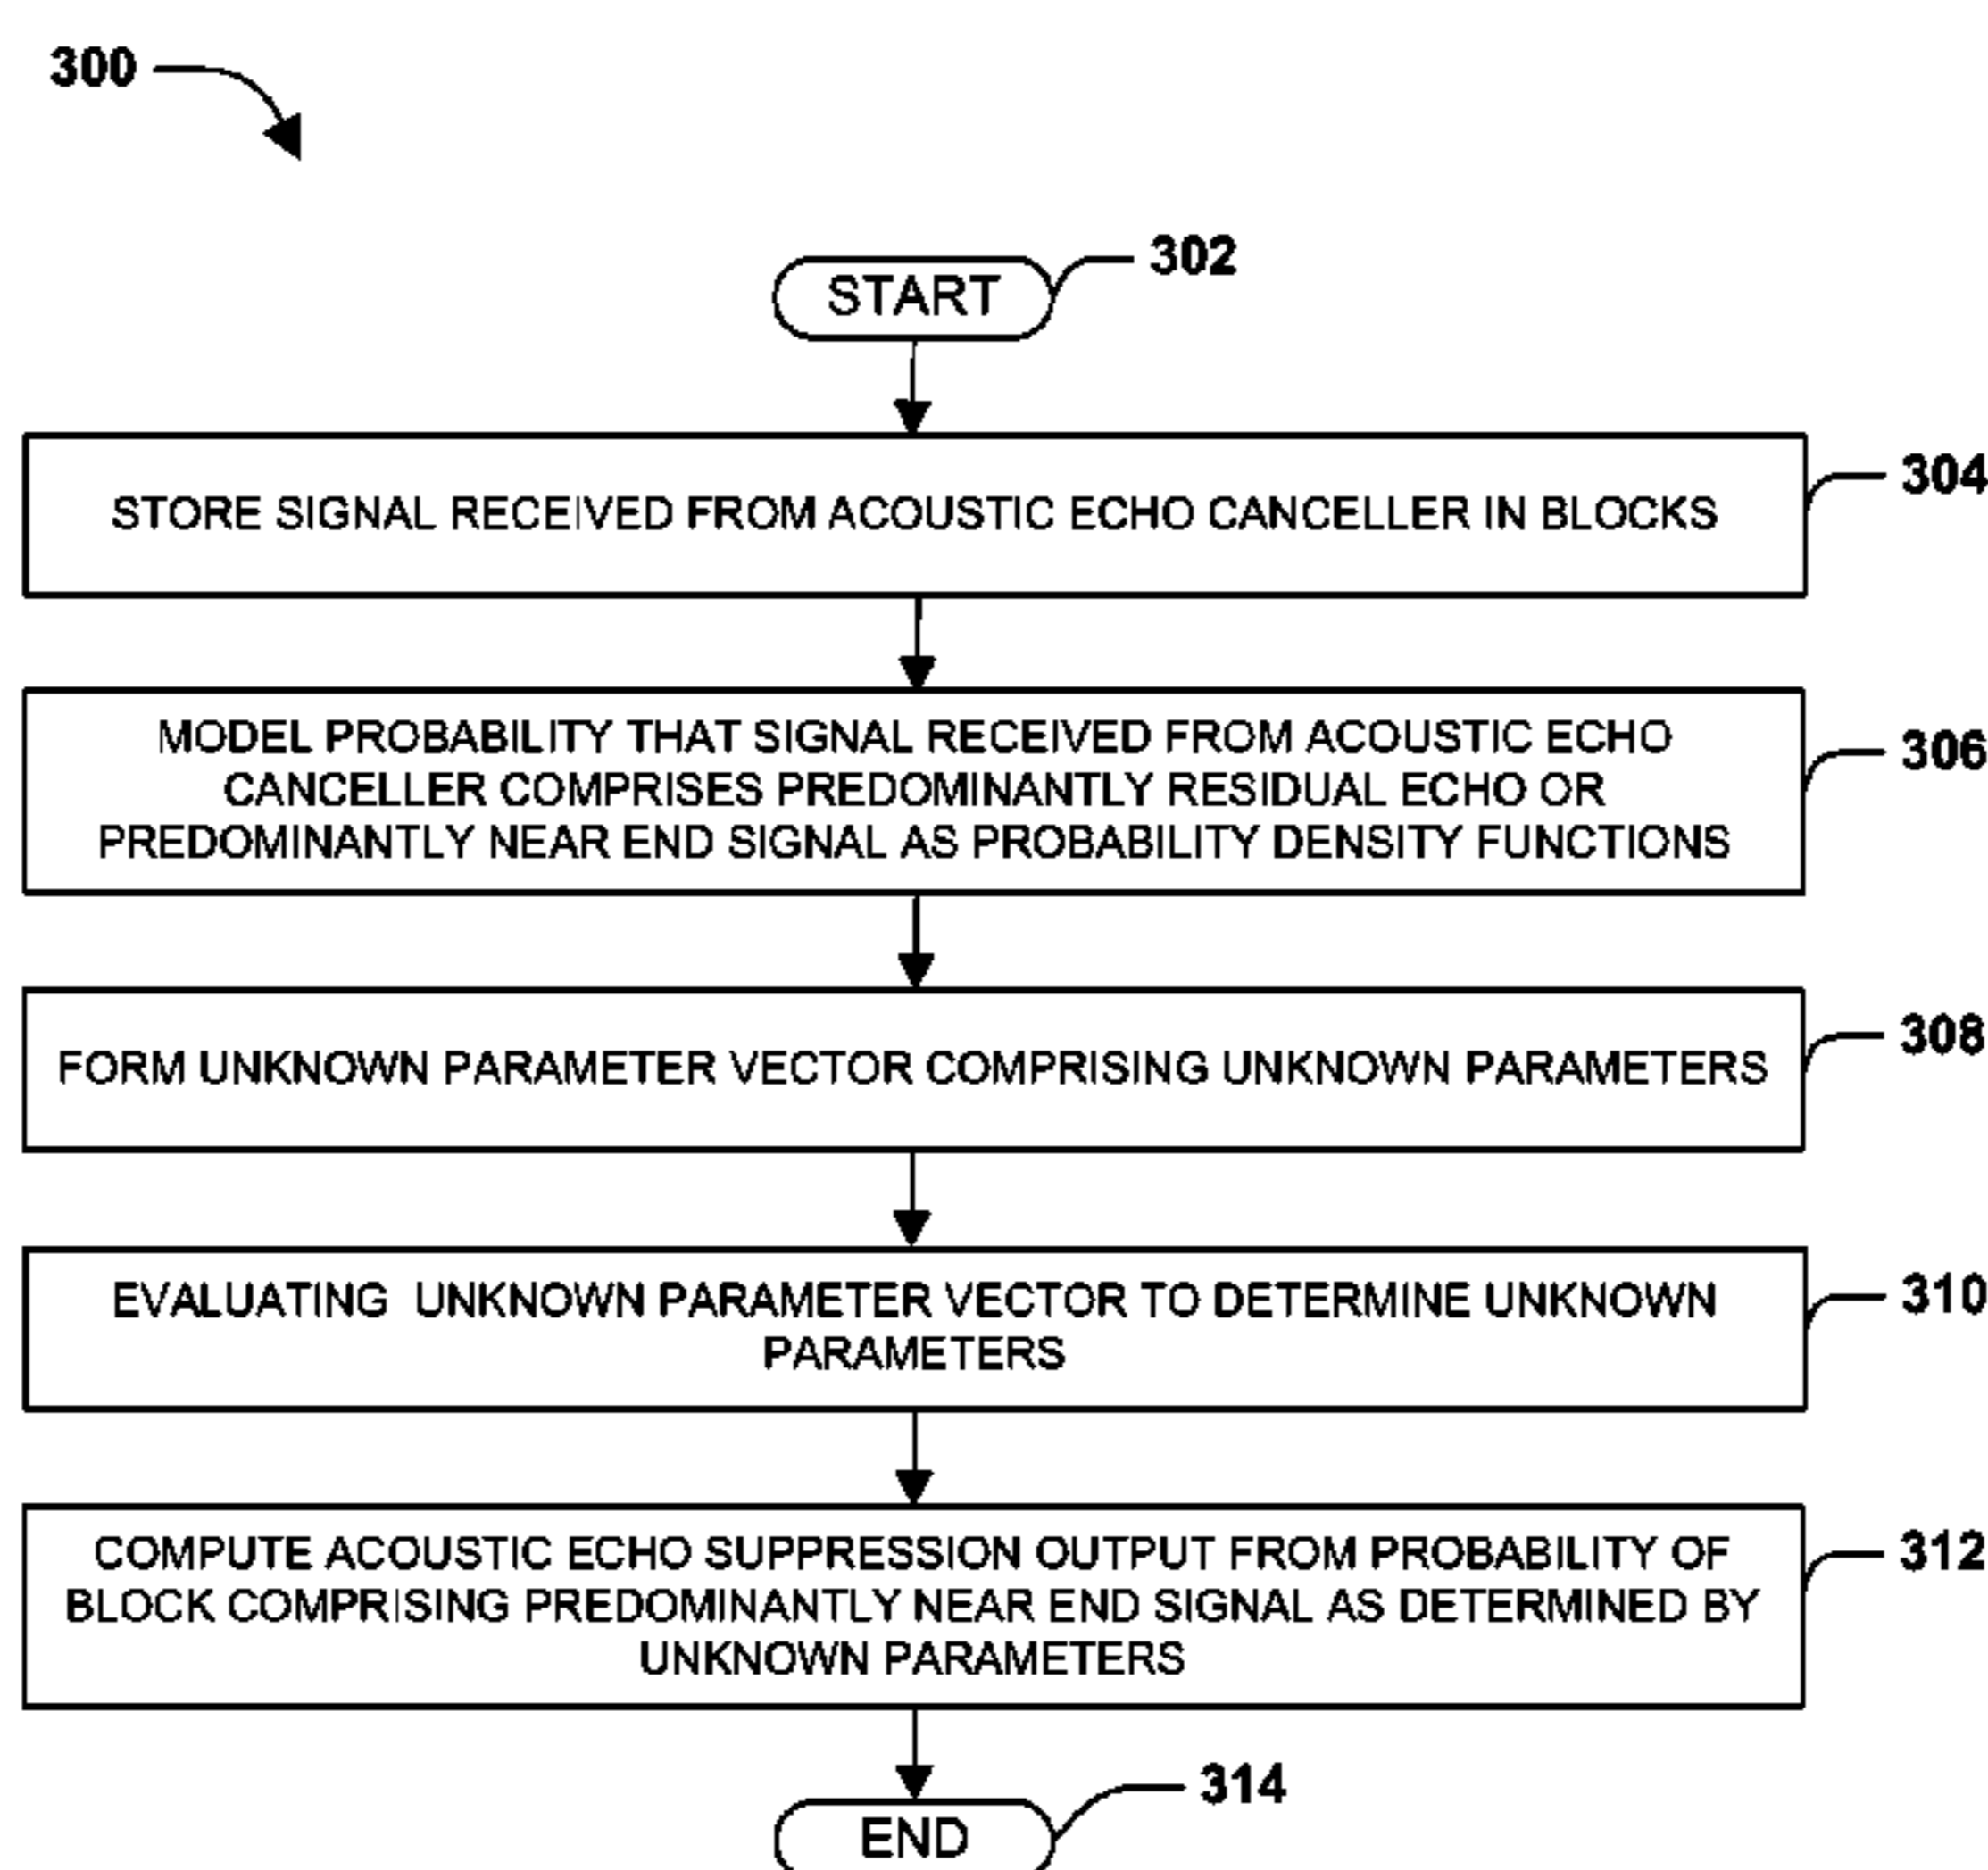 300
START
302
STORE SIGNAL RECEIVED FROM ACOUSTIC ECHO CANCELLER IN BLOCKS
304
MODEL PROBABILITY THAT SIGNAL RECEIVED FROM ACOUSTIC ECHO
CANCELLER COMPRISES PREDOMINANTLY RESIDUAL ECHO OR
PREDOMINANTLY NEAR END SIGNAL AS PROBABILITY DENSITY FUNCTIONS
306
FORM UNKNOWN PARAMETER VECTOR COMPRISING UNKNOWN PARAMETERS
308
EVALUATING UNKNOWN PARAMETER VECTOR TO DETERMINE UNKNOWN
PARAMETERS
310
COMPUTE ACOUSTIC ECHO SUPPRESSION OUTPUT FROM PROBABILITY OF
BLOCK COMPRISING PREDOMINANTLY NEAR END SIGNAL AS DETERMINED BY
UNKNOWN PARAMETERS
312
END
314